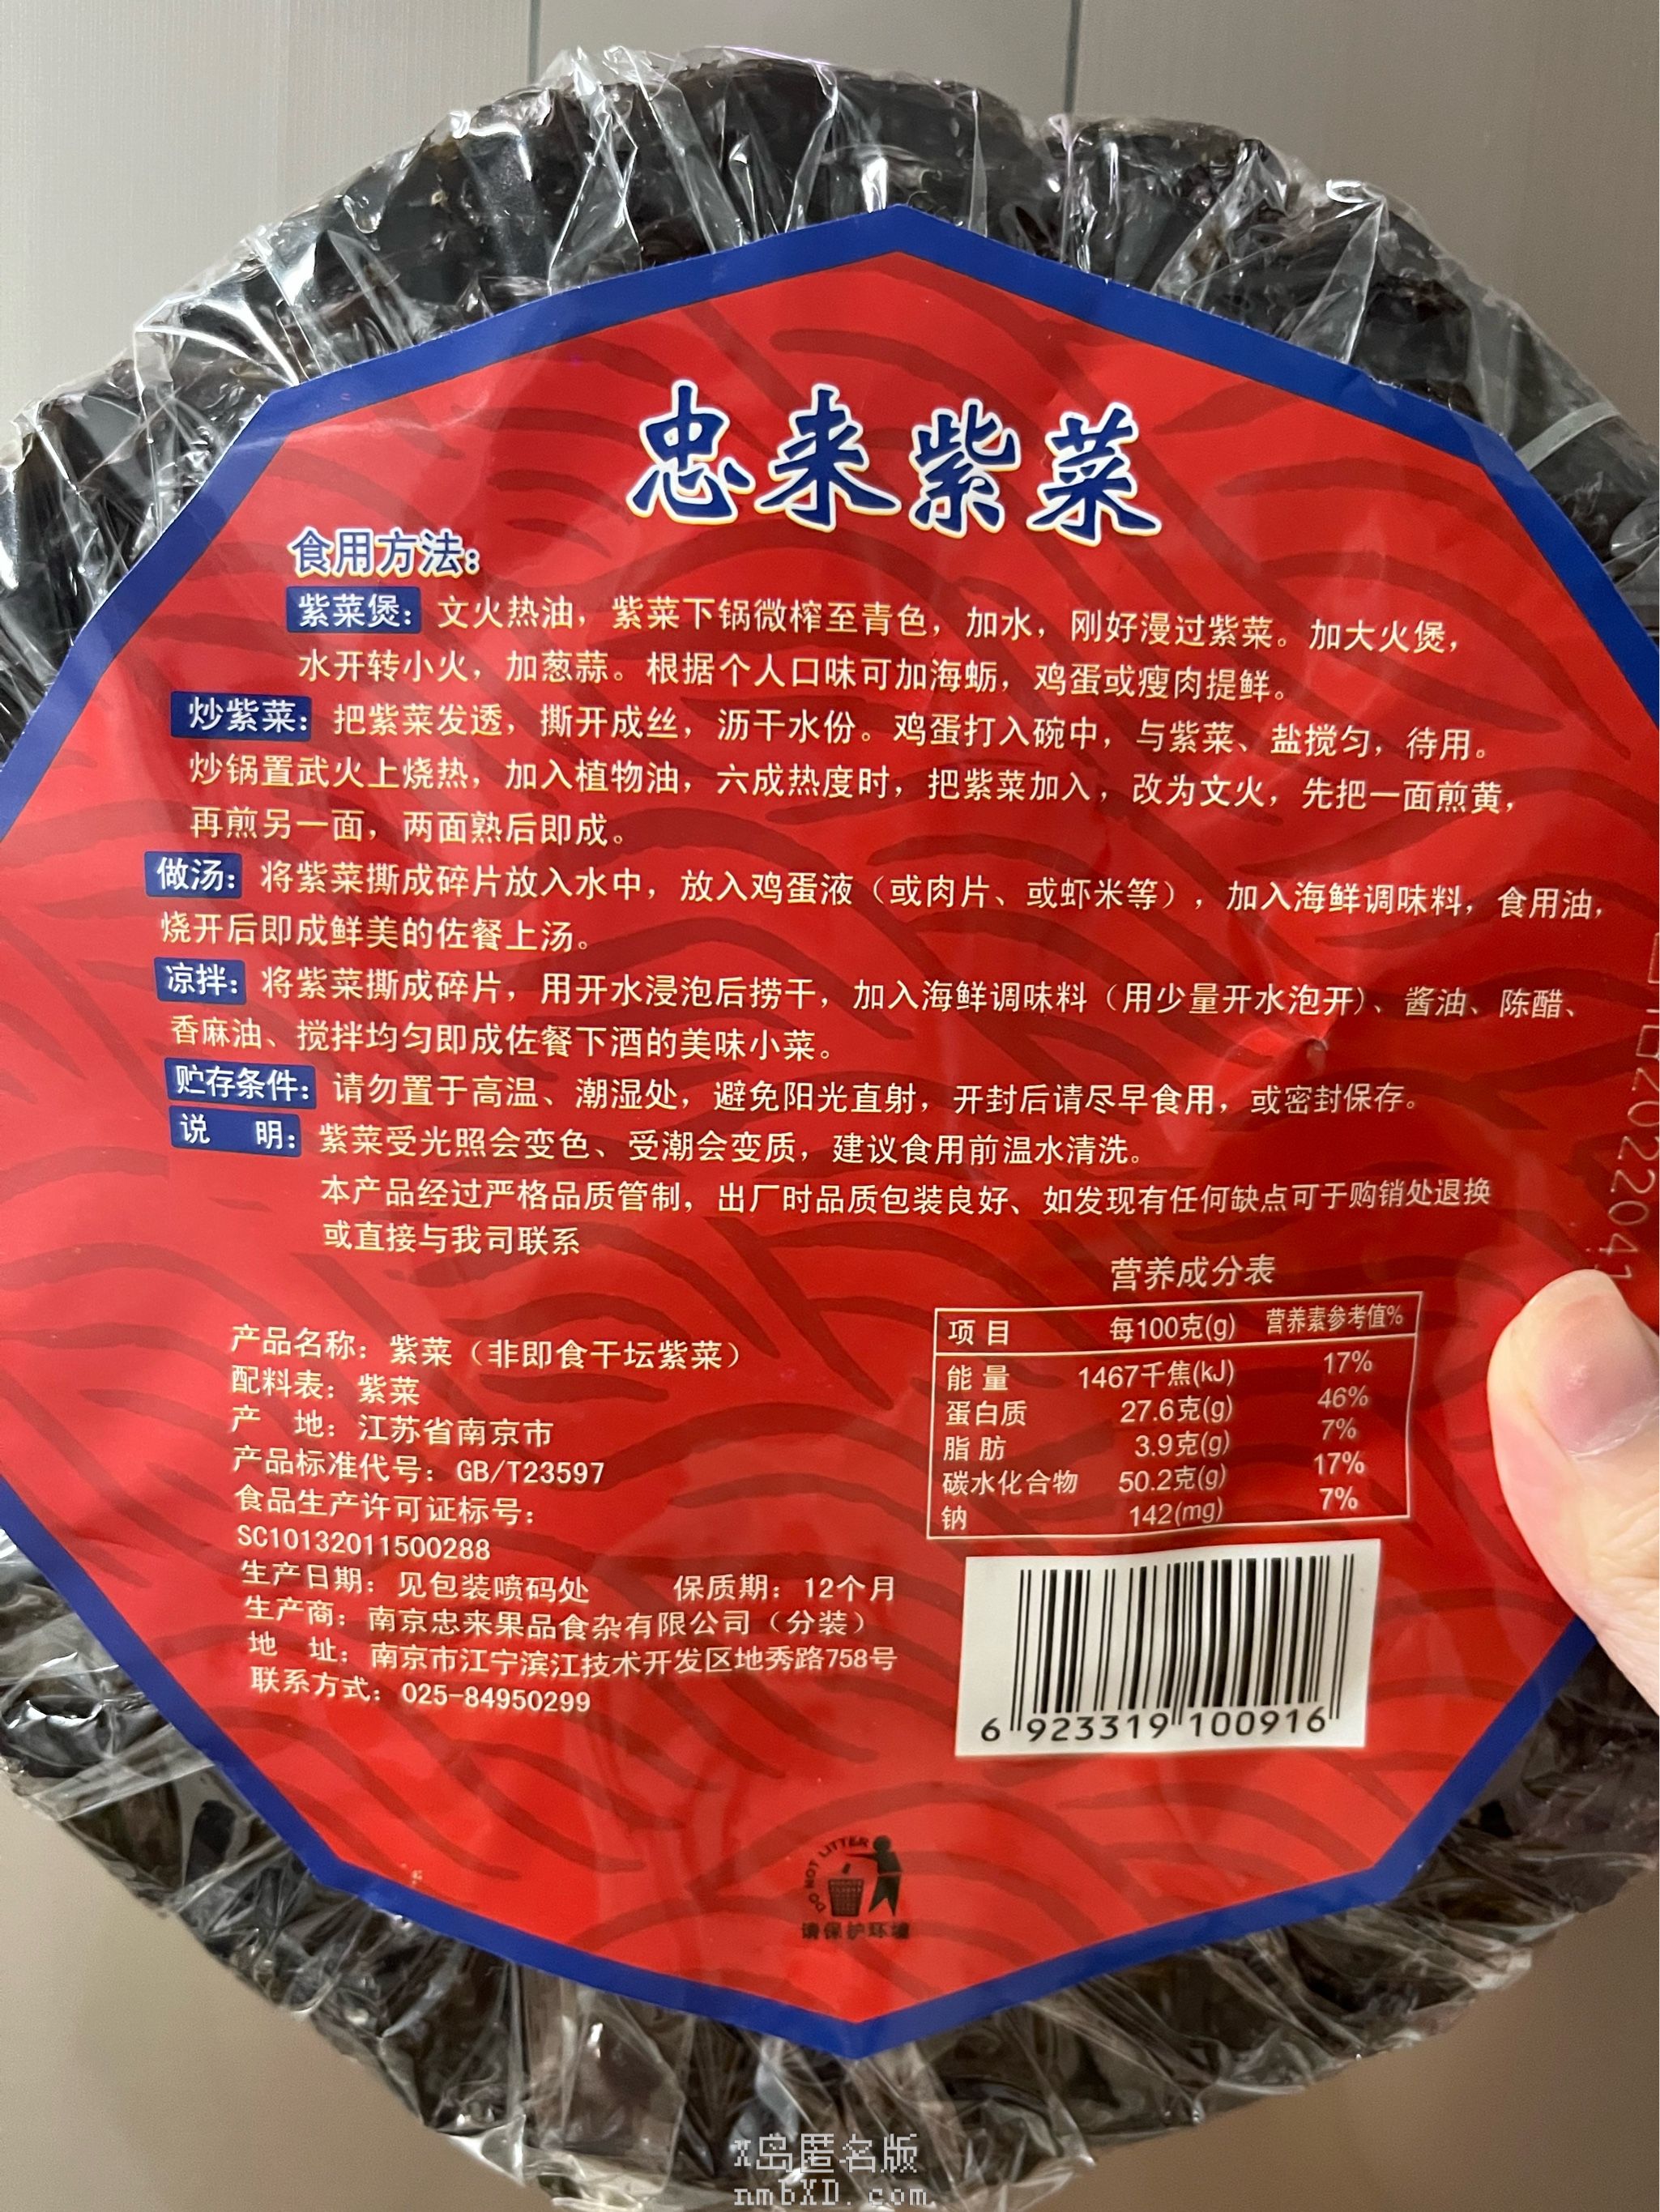 忠来紫菜
食用方法：
紫菜煲：文火热油，紫菜下锅微榨至青色，加水，刚好漫过紫菜。加大火煲，
水开转小火，加葱蒜。根据个人口味可加海蛎，鸡蛋或瘦肉提鲜。
炒紫菜：把紫菜发透，撕开成丝，沥干水份。鸡蛋打入碗中，与紫菜、盐搅匀，待用。
炒锅置武火上烧热，加入植物油，六成热度时，把紫菜加入，改为文火，先把一面煎黄，
再煎另一面，两面熟后即成。
做汤：将紫菜撕成碎片放入水中，放入鸡蛋液（或肉片、或虾米等），加入海鲜调味料，食用油，
烧开后即成鲜美的佐餐上汤。
凉拌：将紫菜撕成碎片，用开水浸泡后捞干，加入海鲜调味料（用少量开水泡开）、酱油、陈醋、
香麻油、搅拌均匀即成佐餐下酒的美味小菜。
贮存条件：请勿置于高温、潮湿处，避免阳光直射，开封后请尽早食用，或密封保存。
说 明：紫菜受光照会变色、受潮会变质，建议食用前温水清洗。
本产品经过严格品质管制，出厂时品质包装良好、如发现有任何缺点可于购销处退换
或直接与我司联系
营养成分表
项 目 每100克(g) 营养素参考值%
能 量 1467千焦(kJ) 17%
蛋白质 27.6克(g) 46%
脂 肪 3.9克(g) 7%
碳水化合物 50.2克(g) 17%
钠 142(mg) 7%
产品名称：紫菜（非即食干坛紫菜）
配料表：紫菜
产 地：江苏省南京市
产品标准代号：GB/T23597
食品生产许可证标号：
SC10132011500288
生产日期：见包装喷码处 保质期：12个月
生产商：南京忠来果品食杂有限公司（分装）
地 址：南京市江宁滨江技术开发区地秀路758号
联系方式：025-84950299
6 923319 100916
DO NOT LITTER
请保护环境
x岛匿名版
nmbXD.com